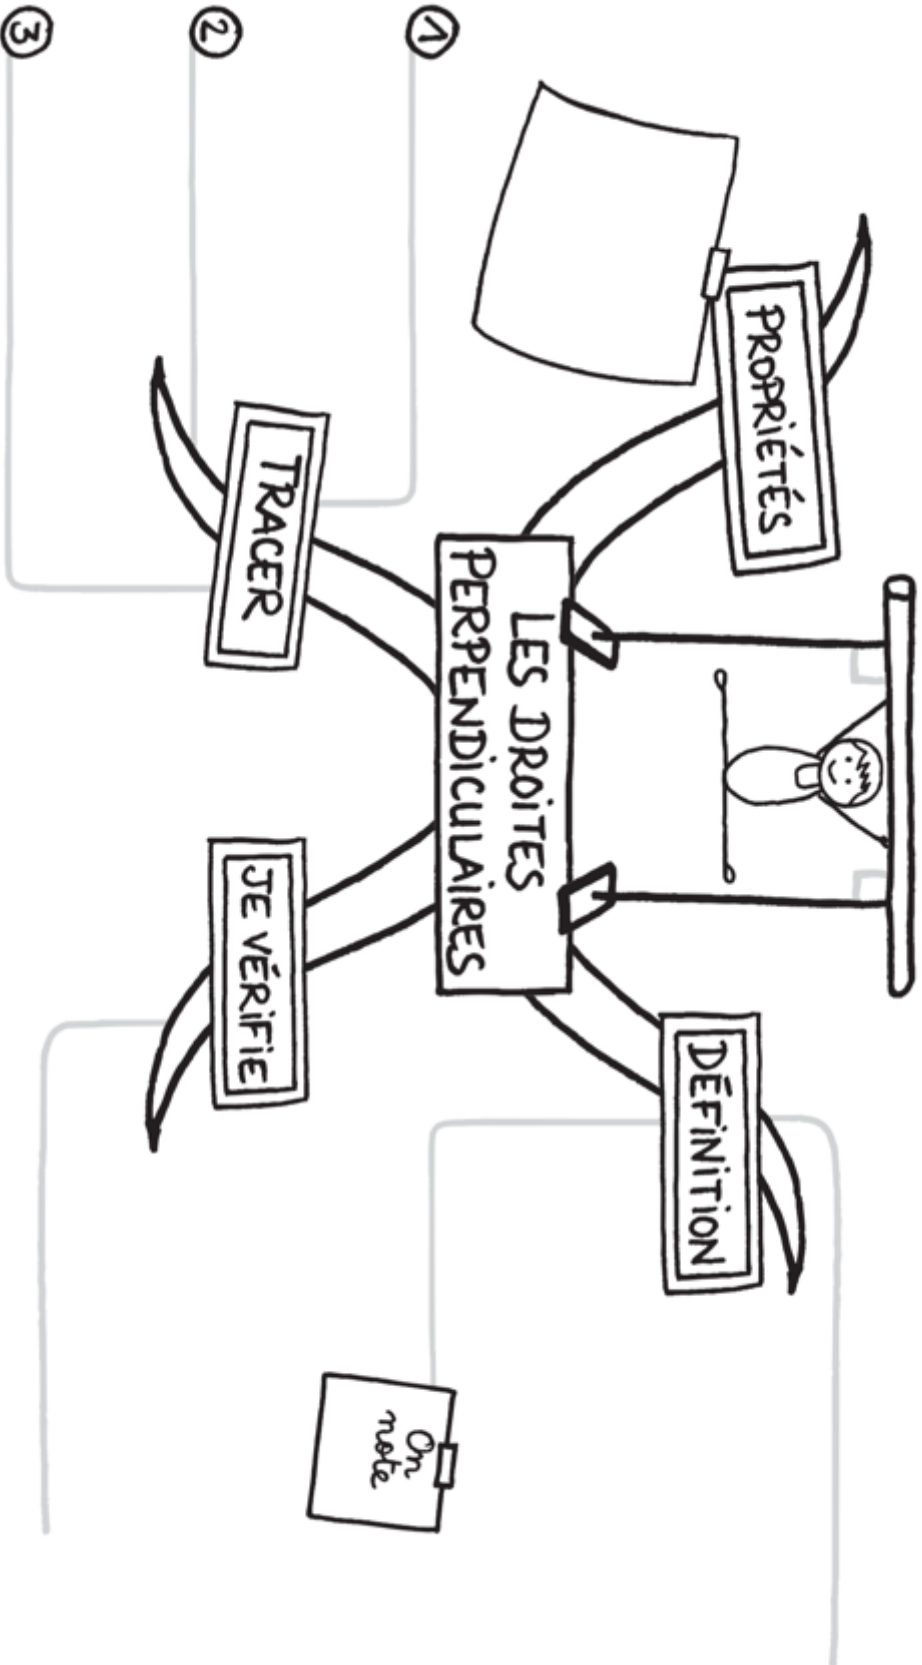 PROPRIÉTÉS
DÉFINITION
LES DROITES
PERPENDICULAIRES
On
note
TRACER
JE VÉRIFIE
①
②
③